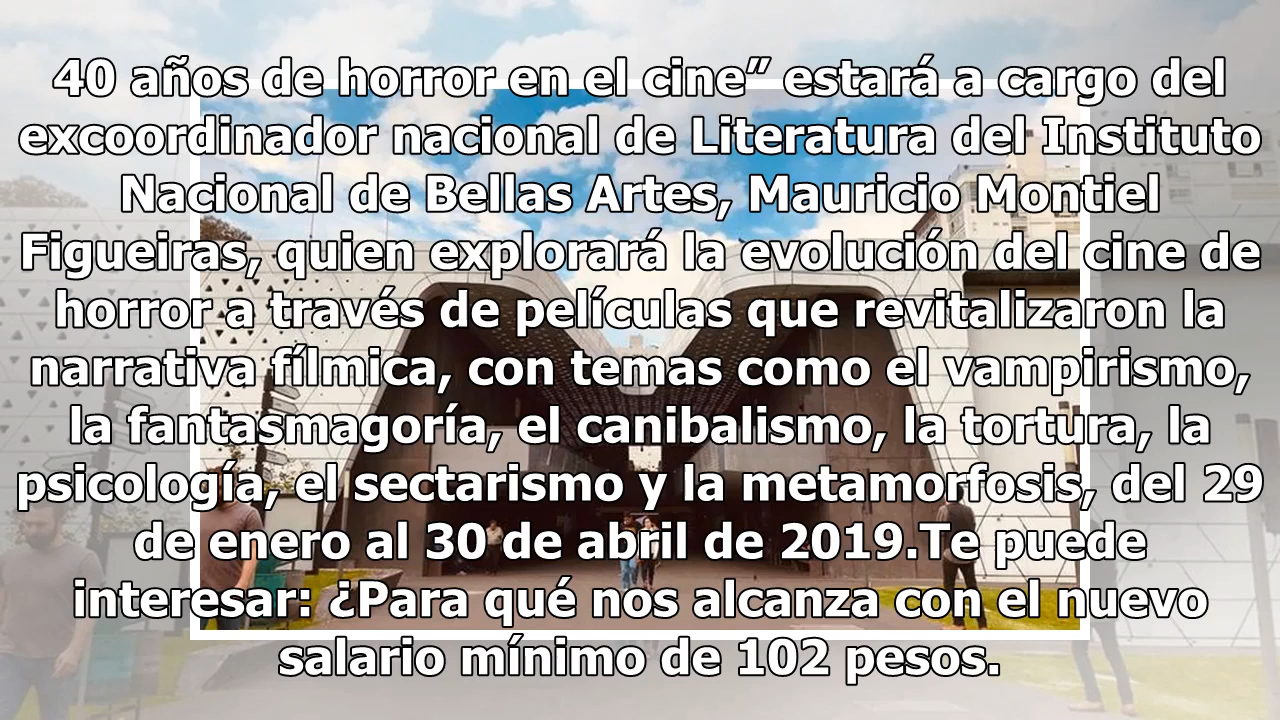 40 años de horror en el cine” estará a cargo del
excoordinador nacional de Literatura del Instituto
Nacional de Bellas Artes, Mauricio Montiel
Figueiras, quien explorará la evolución del cine de
horror a través de películas que revitalizaron la
narrativa fílmica, con temas como el vampirismo,
la fantasmagoría, el canibalismo, la tortura, la
psicología, el sectarismo y la metamorfosis, del 29
de enero al 30 de abril de 2019.Te puede
interesar: ¿Para qué nos alcanza con el nuevo
salario mínimo de 102 pesos.